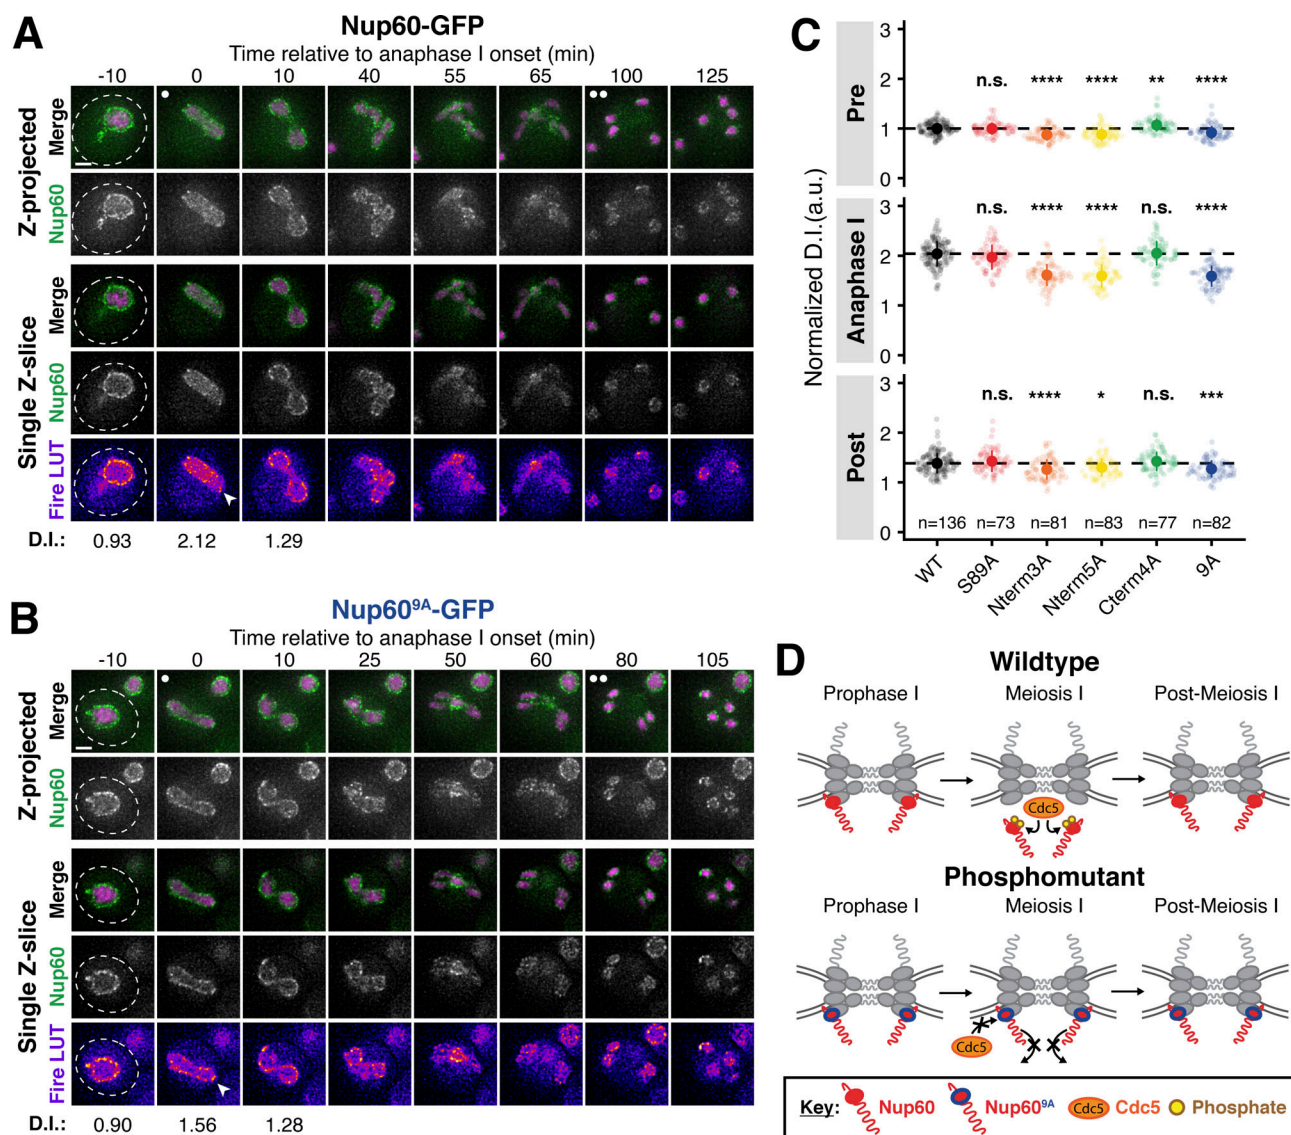 A
Nup60-GFP
Time relative to anaphase I onset (min)
-10 0 10 40 55 65 100 125
Z-projected
Merge
Nup60
Single Z-slice
Merge
Nup60
Fire LUT
D.I.: 0.93 2.12 1.29
B
Nup60⁹ᴬ-GFP
Time relative to anaphase I onset (min)
-10 0 10 25 50 60 80 105
Z-projected
Merge
Nup60
Single Z-slice
Merge
Nup60
Fire LUT
D.I.: 0.90 1.56 1.28
C
Normalized D.I.(a.u.)
Pre
3
2
1
0
n.s. **** **** ** ****
Anaphase I
3
2
1
0
n.s. **** **** n.s. ****
Post
3
2
1
0
n.s. **** * n.s. ***
n=136 n=73 n=81 n=83 n=77 n=82
WT S89A Nterm3A Nterm5A Cterm4A 9A
D
Wildtype
Prophase I Meiosis I Post-Meiosis I
Cdc5
Phosphomutant
Prophase I Meiosis I Post-Meiosis I
Cdc5
Key: Nup60 Nup60⁹ᴬ Cdc5 Cdc5 Phosphate